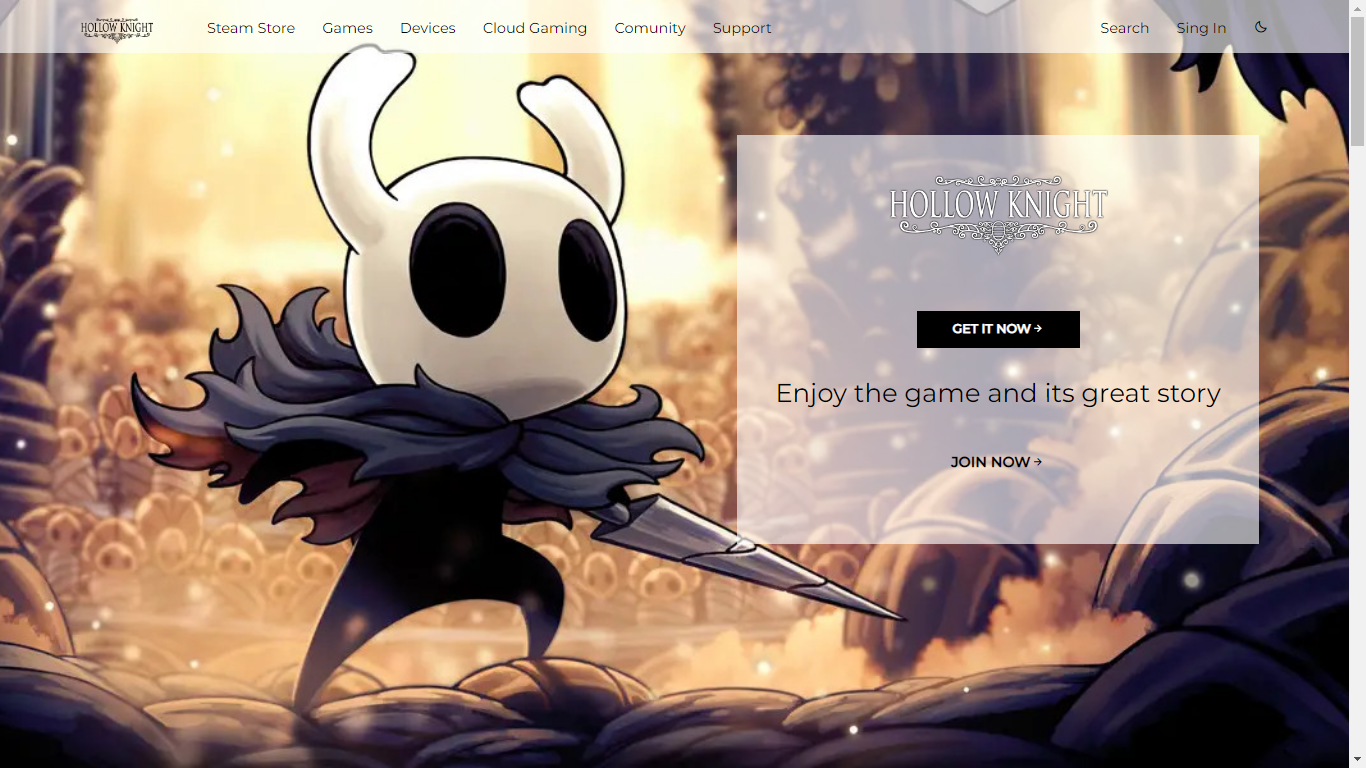 HOLLOW KNIGHT Steam Store Games Devices Cloud Gaming Comunity Support Search Sing In
HOLLOW KNIGHT
GET IT NOW →
Enjoy the game and its great story
JOIN NOW →